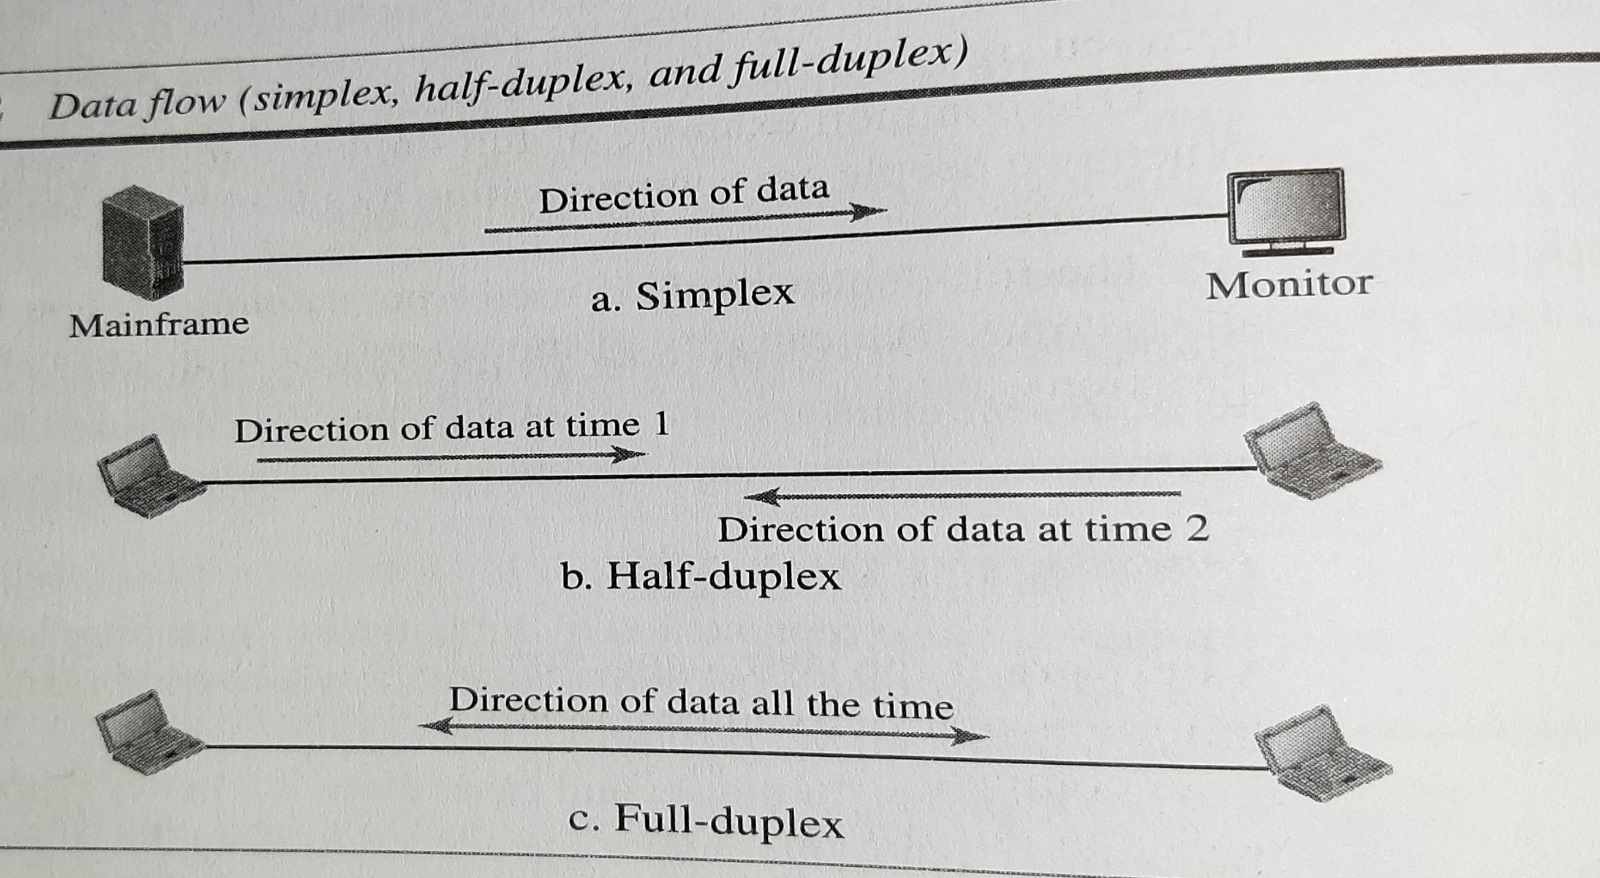 Data flow (simplex, half-duplex, and full-duplex)
Direction of data
Mainframe
Monitor
a. Simplex
Direction of data at time 1
Direction of data at time 2
b. Half-duplex
Direction of data all the time
c. Full-duplex